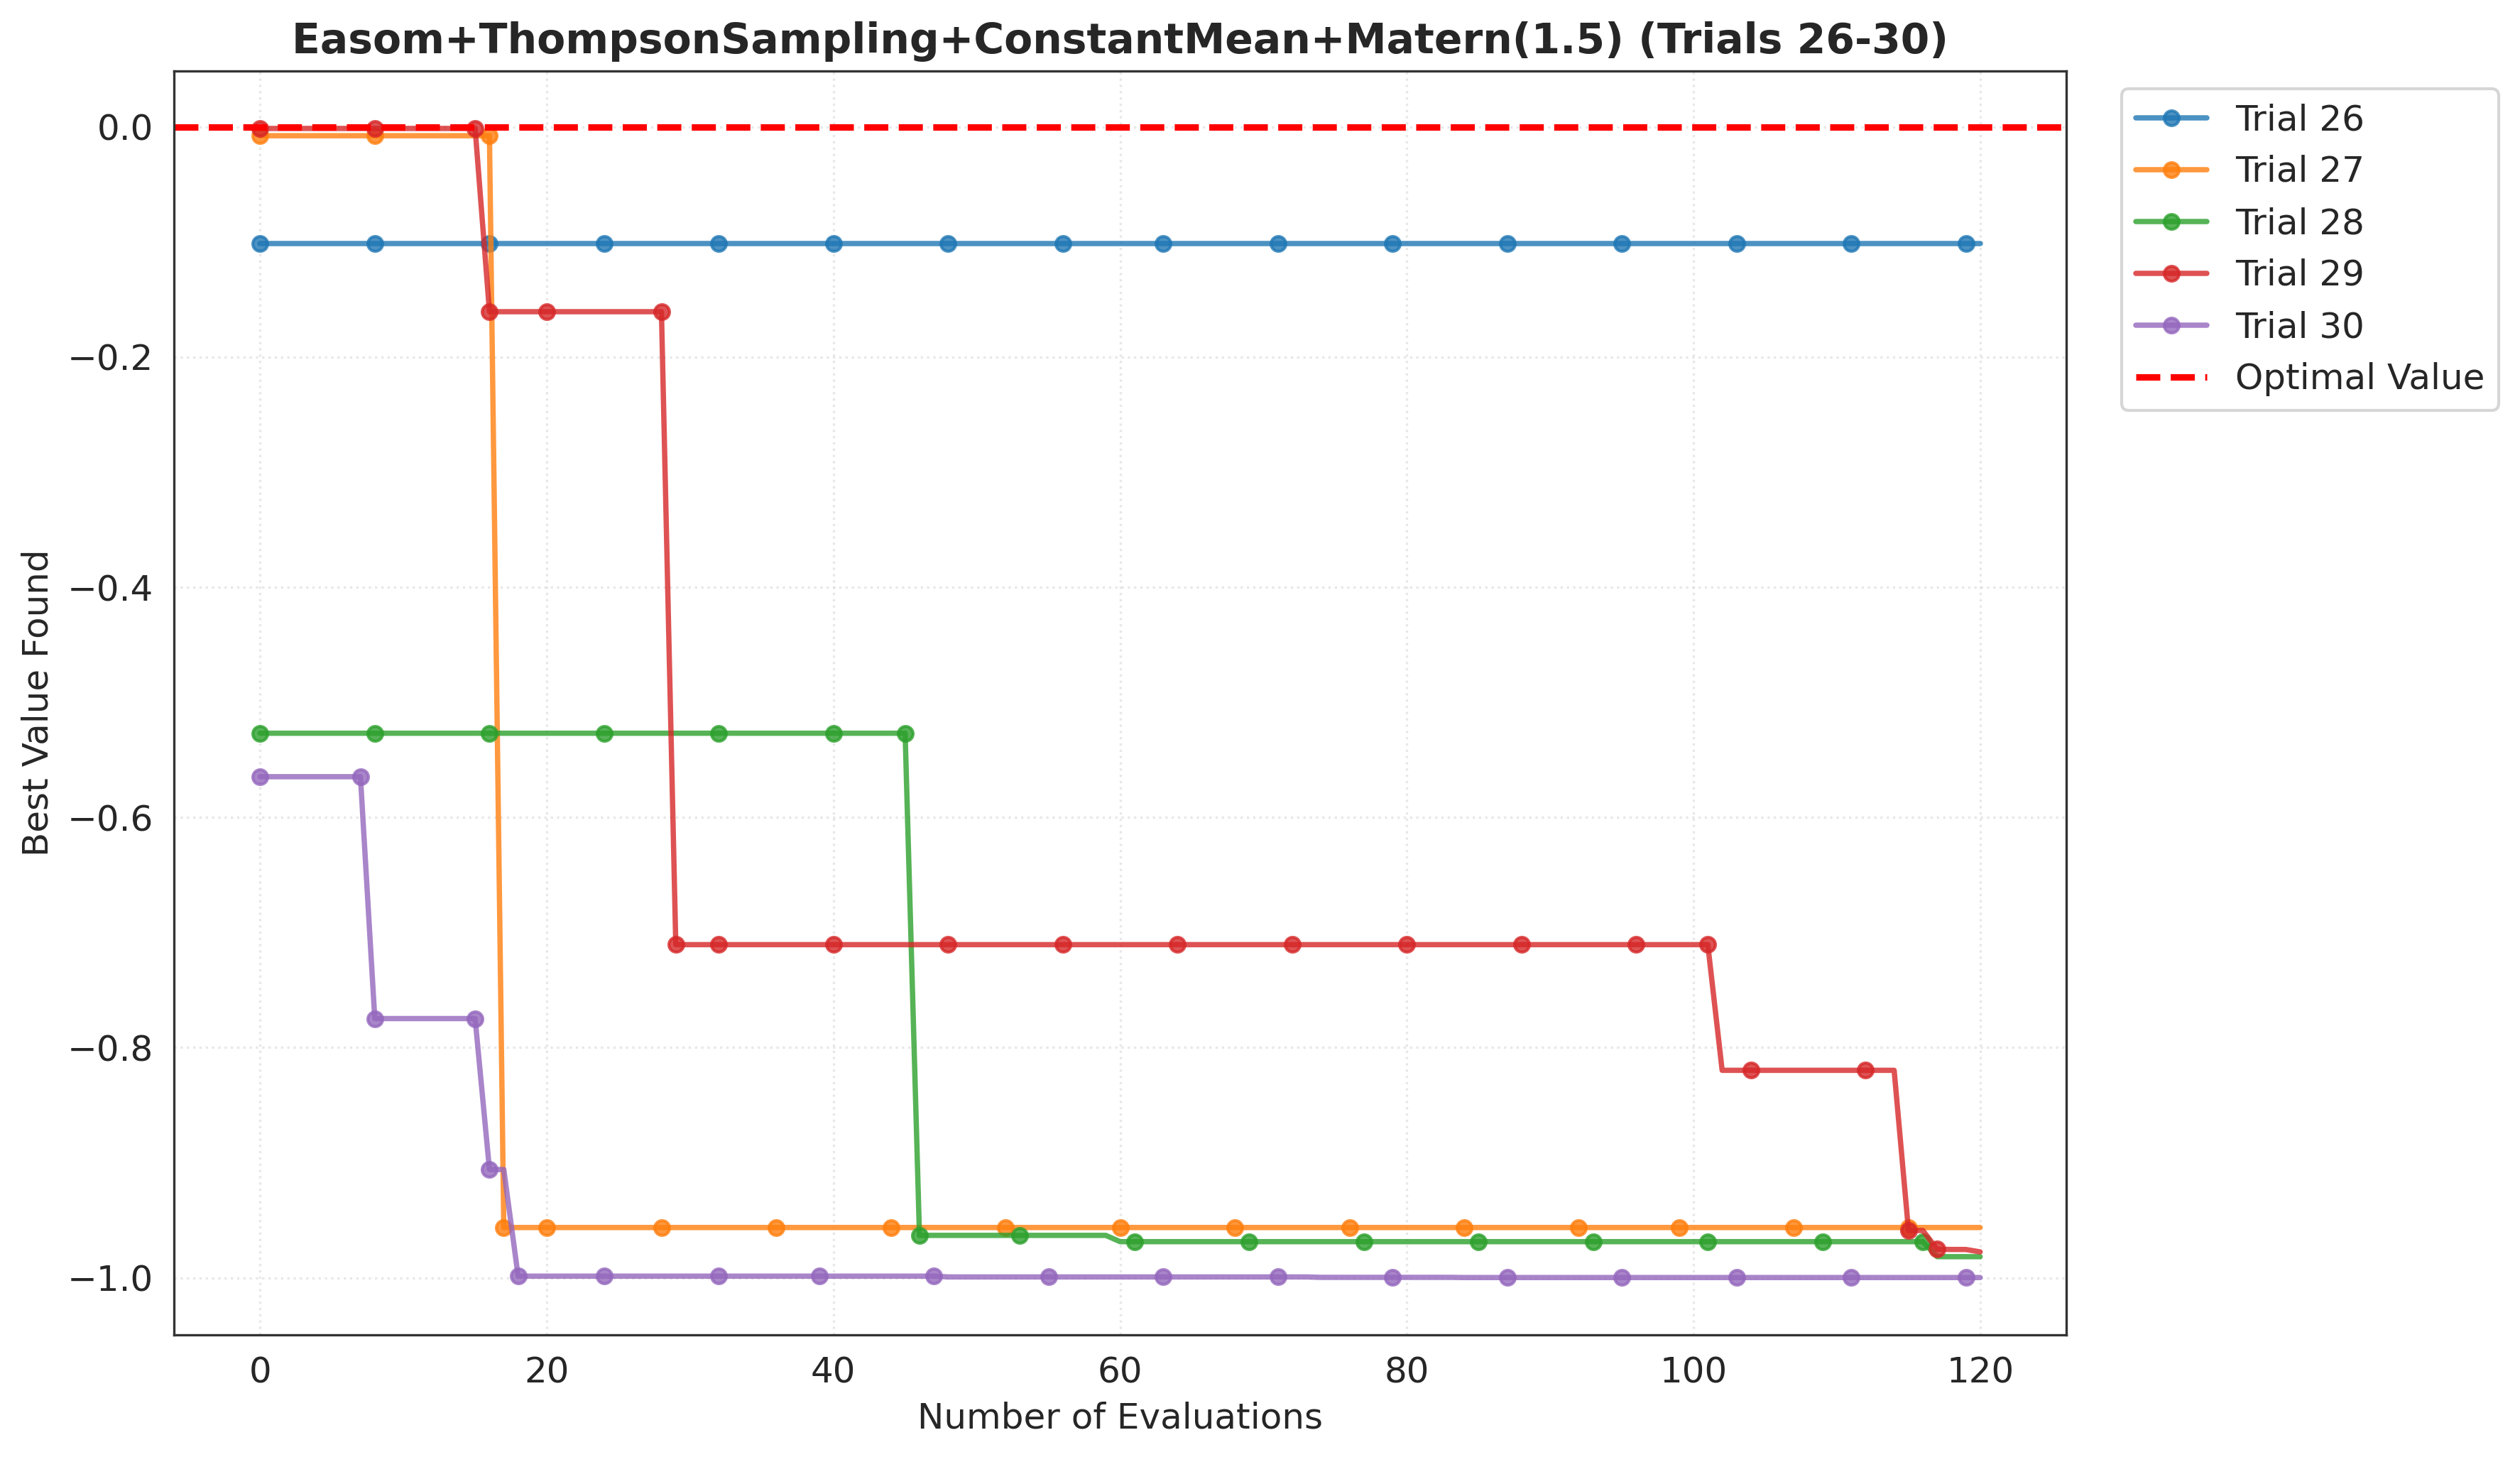 Easom+ThompsonSampling+ConstantMean+Matern(1.5) (Trials 26-30)
Trial 26
Trial 27
Trial 28
Trial 29
Trial 30
Optimal Value
Best Value Found
0.0
−0.2
−0.4
−0.6
−0.8
−1.0
0 20 40 60 80 100 120
Number of Evaluations